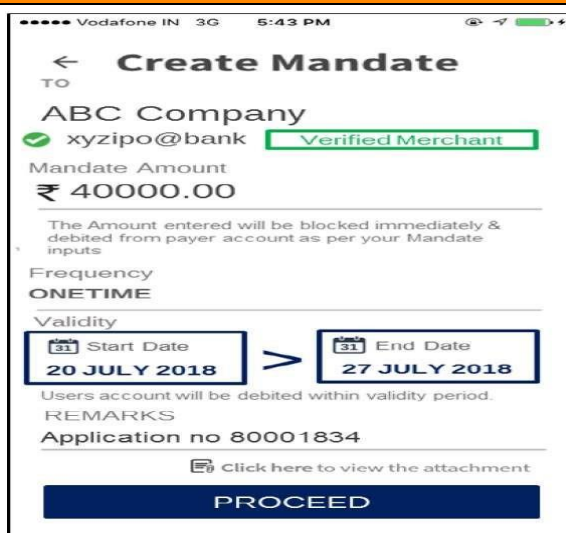 Vodafone IN 3G 5:43 PM
Create Mandate
TO
ABC Company
xyzipo@bank Verified Merchant
Mandate Amount
₹ 40000.00
The Amount entered will be blocked immediately &
debited from payer account as per your Mandate
inputs
Frequency
ONETIME
Validity
31 Start Date > 31 End Date
20 JULY 2018 27 JULY 2018
Users account will be debited within validity period.
REMARKS
Application no 80001834
Click here to view the attachment
PROCEED